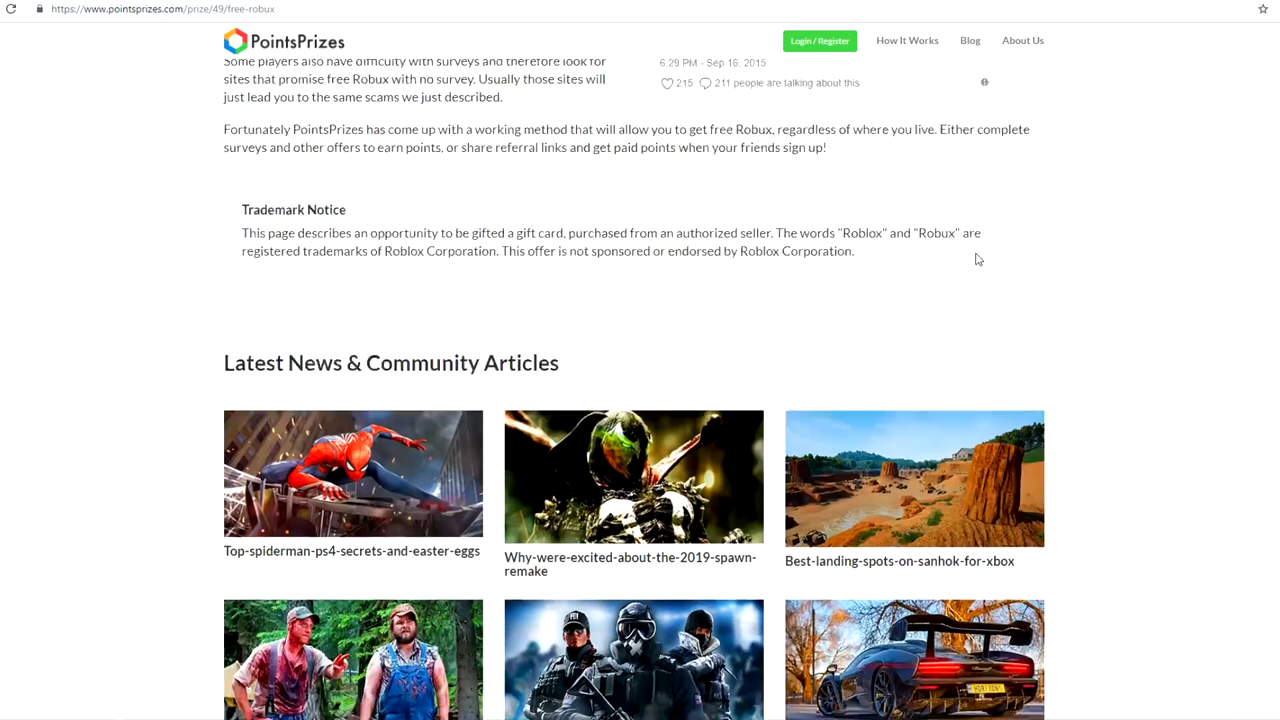 https://www.pointsprizes.com/prize/49/free-robux
PointsPrizes
Login / Register
How It Works
Blog
About Us
Some players also have difficulty with surveys and therefore look for
sites that promise free Robux with no survey. Usually those sites will
just lead you to the same scams we just described.
6:29 PM - Sep 16, 2015
215
211 people are talking about this
Fortunately PointsPrizes has come up with a working method that will allow you to get free Robux, regardless of where you live. Either complete
surveys and other offers to earn points, or share referral links and get paid points when your friends sign up!
Trademark Notice
This page describes an opportunity to be gifted a gift card, purchased from an authorized seller. The words "Roblox" and "Robux" are
registered trademarks of Roblox Corporation. This offer is not sponsored or endorsed by Roblox Corporation.
Latest News & Community Articles
Top-spiderman-ps4-secrets-and-easter-eggs
Why-were-excited-about-the-2019-spawn-
remake
Best-landing-spots-on-sanhok-for-xbox